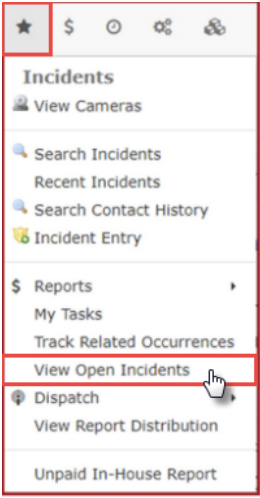 $
Incidents
View Cameras
Search Incidents
Recent Incidents
Search Contact History
Incident Entry
$ Reports
My Tasks
Track Related Occurrences
View Open Incidents
Dispatch
View Report Distribution
Unpaid In-House Report